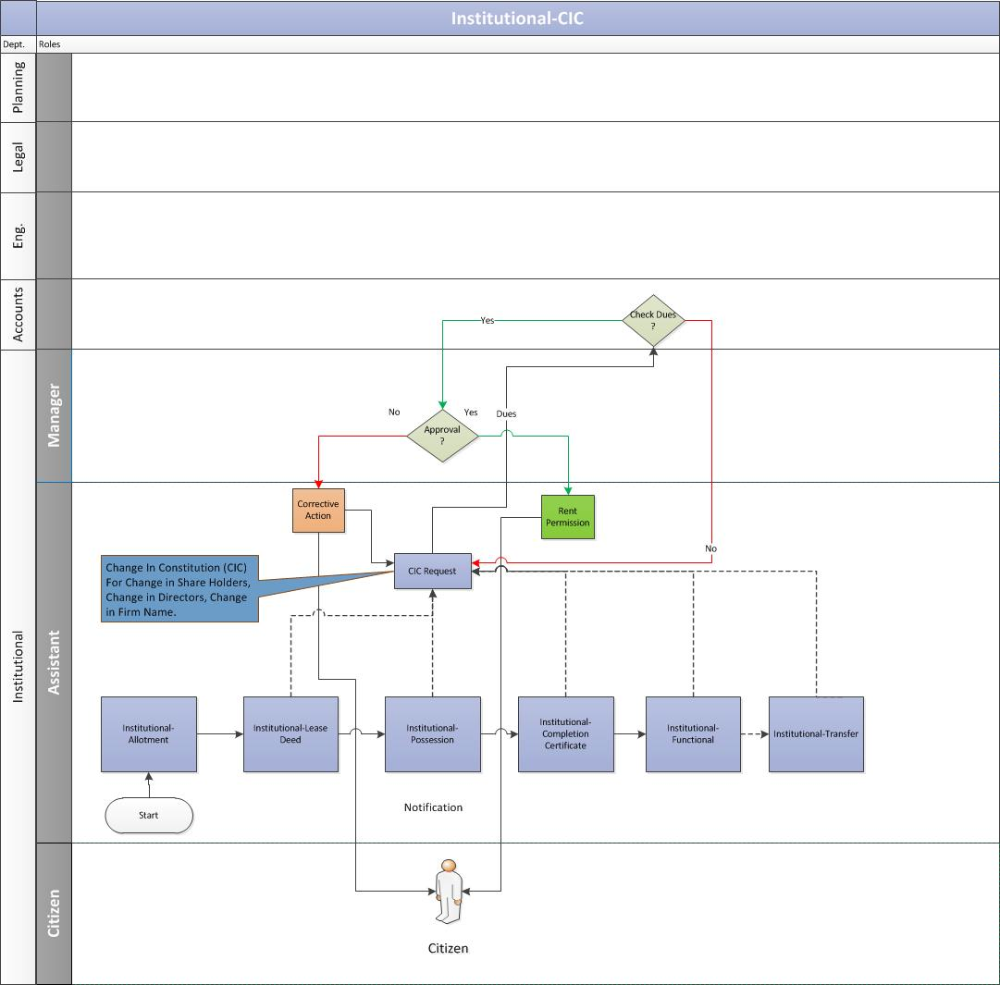 Institutional-CIC
Dept.
Roles
Planning
Legal
Eng.
Accounts
Check Dues
?
Yes
Manager
No
Yes
Dues
Approval
?
Institutional
Assistant
Corrective
Action
Rent
Permission
No
CIC Request
Change In Constitution (CIC)
For Change in Share Holders,
Change in Directors, Change
in Firm Name.
Institutional-
Allotment
Institutional-Lease
Deed
Institutional-
Possession
Institutional-
Completion
Certificate
Institutional-
Functional
Institutional-Transfer
Start
Notification
Citizen
Citizen